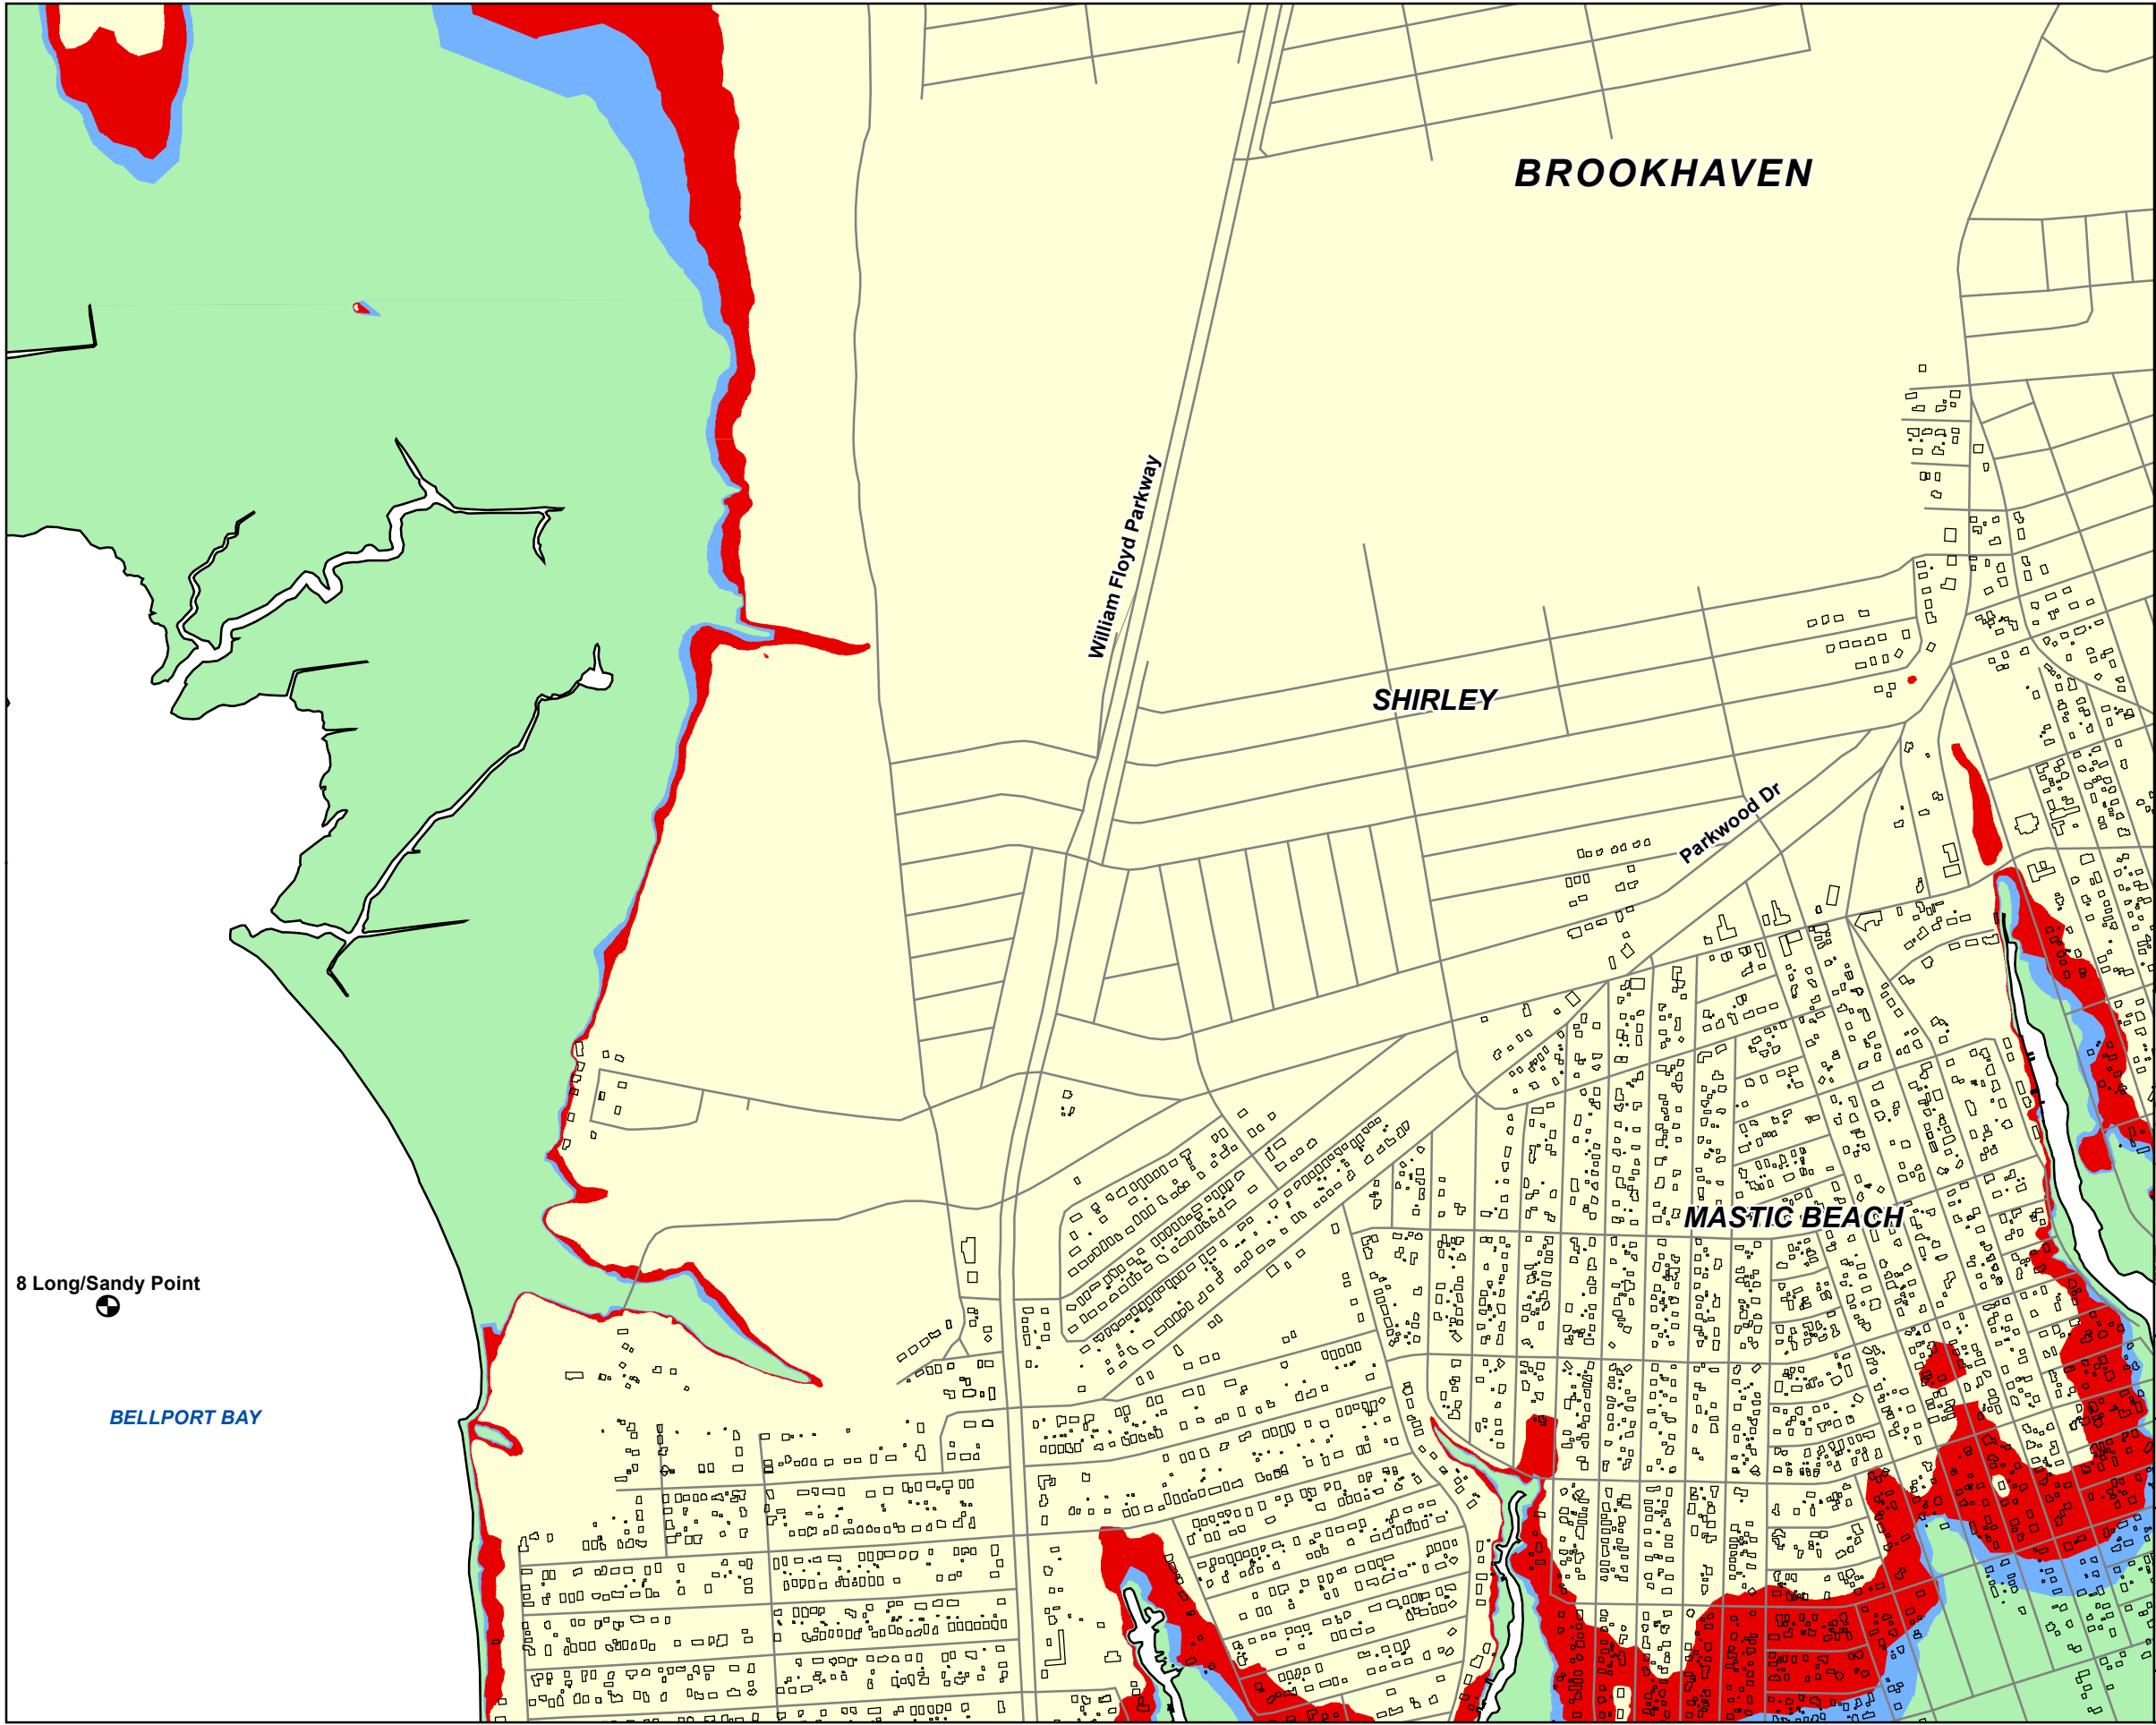 BROOKHAVEN
William Floyd Parkway
SHIRLEY
Parkwood Dr
MASTIC BEACH
8 Long/Sandy Point
BELLPORT BAY